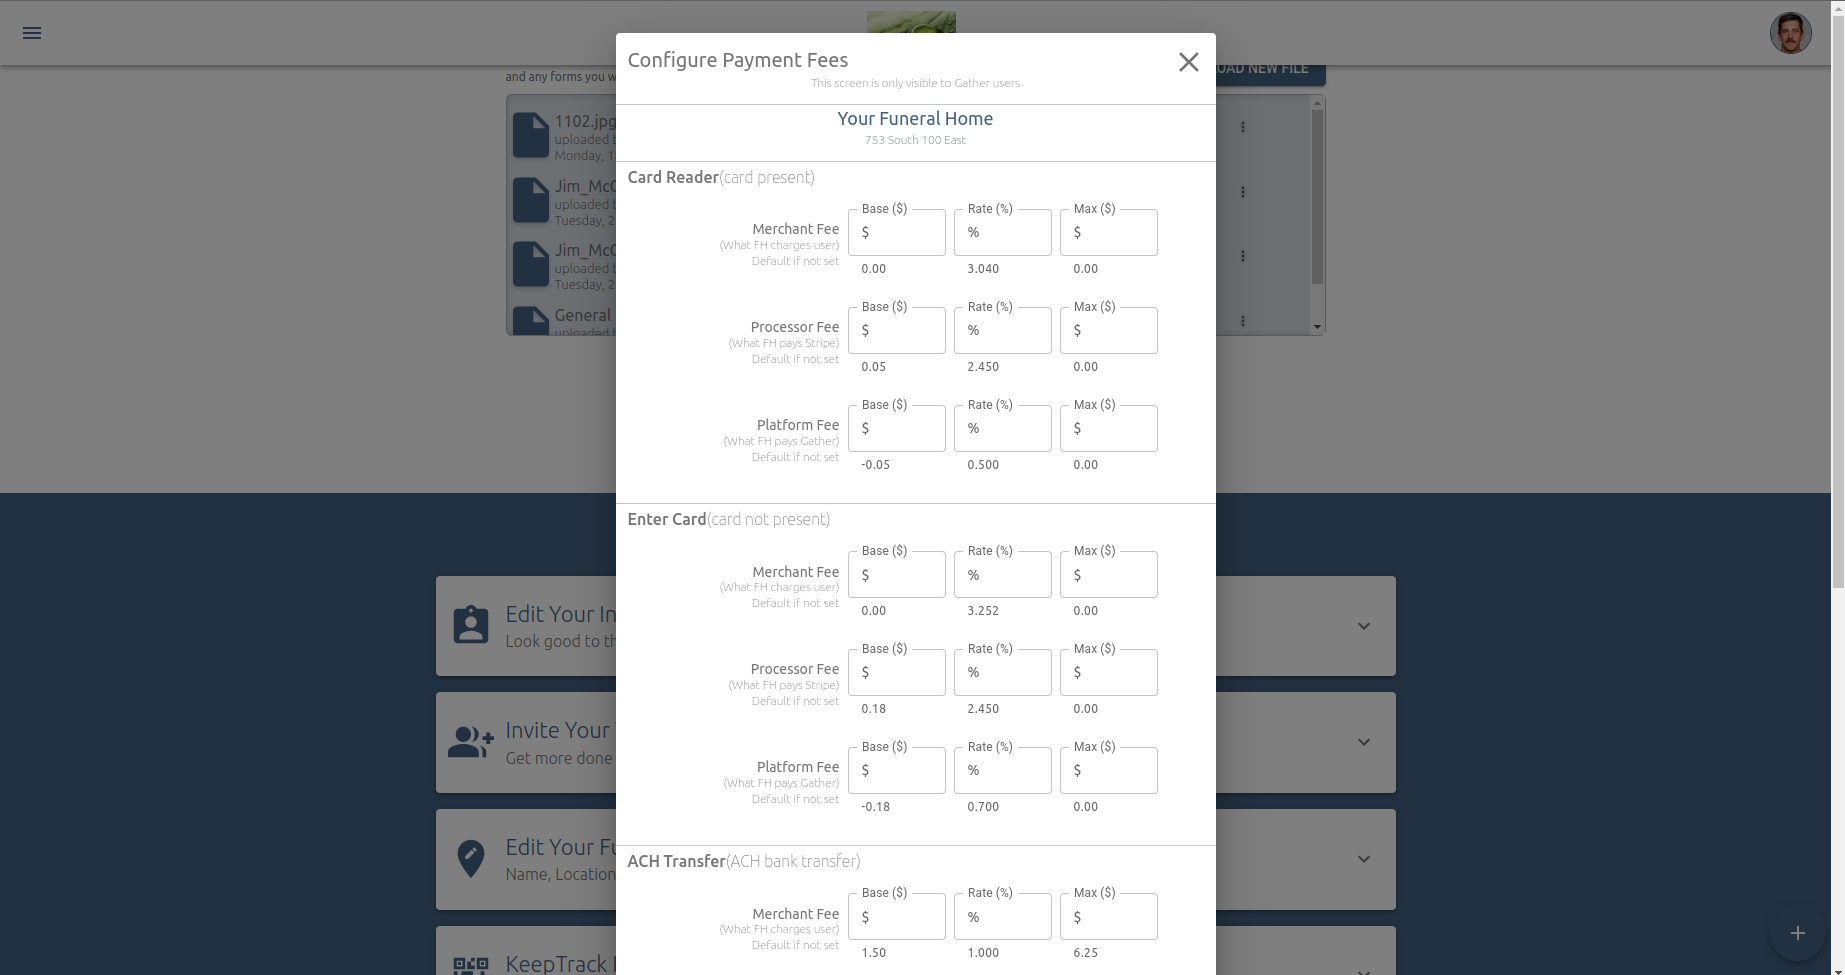 and any forms you w
OAD NEW FILE
1102.jpg
uploaded b
Monday, 1
Jim_McC
uploaded b
Tuesday, 2
Jim_McC
uploaded b
Tuesday, 2
General
uploaded b
Configure Payment Fees
This screen is only visible to Gather users
Your Funeral Home
753 South 100 East
Card Reader(card present)
Merchant Fee
(What FH charges user)
Default if not set
Base ($) Rate (%) Max ($)
$ % $
0.00 3.040 0.00
Processor Fee
(What FH pays Stripe)
Default if not set
Base ($) Rate (%) Max ($)
$ % $
0.05 2.450 0.00
Platform Fee
(What FH pays Gather)
Default if not set
Base ($) Rate (%) Max ($)
$ % $
-0.05 0.500 0.00
Enter Card(card not present)
Merchant Fee
(What FH charges user)
Default if not set
Base ($) Rate (%) Max ($)
$ % $
0.00 3.252 0.00
Processor Fee
(What FH pays Stripe)
Default if not set
Base ($) Rate (%) Max ($)
$ % $
0.18 2.450 0.00
Platform Fee
(What FH pays Gather)
Default if not set
Base ($) Rate (%) Max ($)
$ % $
-0.18 0.700 0.00
ACH Transfer(ACH bank transfer)
Merchant Fee
(What FH charges user)
Default if not set
Base ($) Rate (%) Max ($)
$ % $
1.50 1.000 6.25
Edit Your In
Look good to th
Invite Your
Get more done
Edit Your Fu
Name, Location
KeepTrack